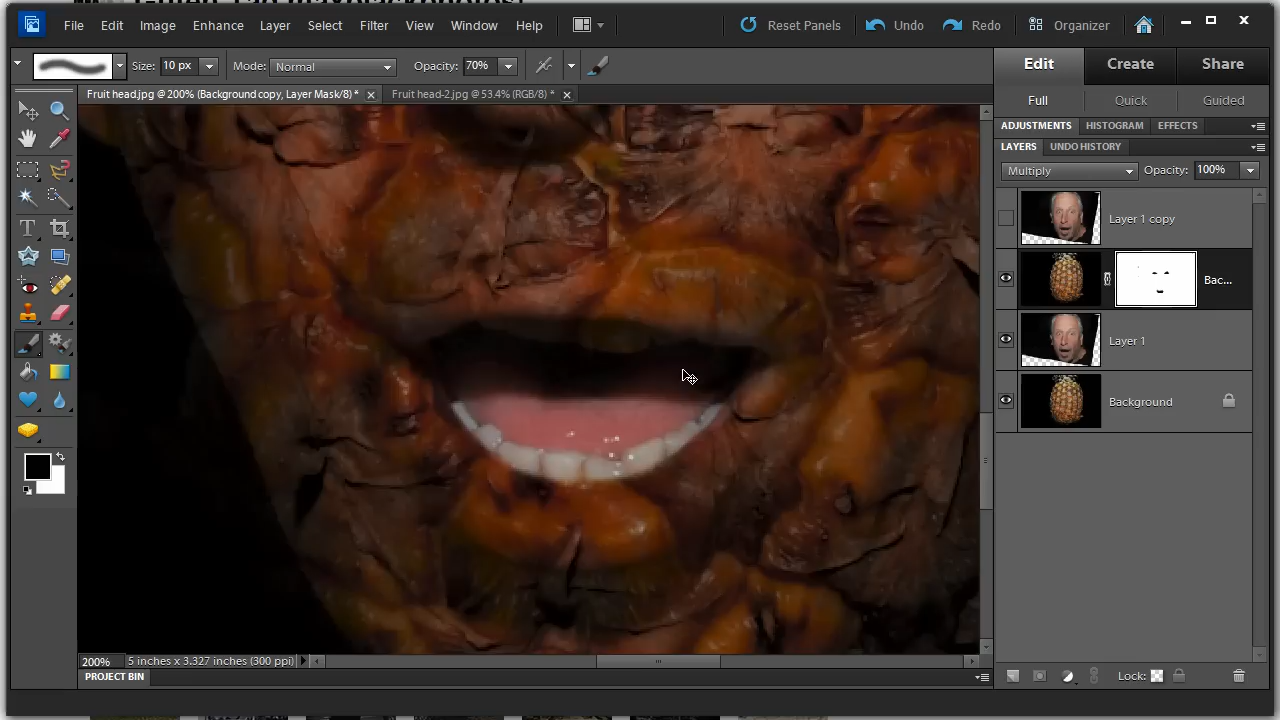 File Edit Image Enhance Layer Select Filter View Window Help Reset Panels Undo Redo Organizer
Size: 10 px Mode: Normal Opacity: 70%
Edit Create Share
Fruit head.jpg @ 200% (Background copy, Layer Mask/8) * Fruit head-2.jpg @ 53.4% (RGB/8) *
Full Quick Guided
ADJUSTMENTS HISTOGRAM EFFECTS
LAYERS UNDO HISTORY
Multiply Opacity: 100%
Layer 1 copy
Bac...
Layer 1
Background
200% 5 inches x 3.327 inches (300 ppi)
Lock:
PROJECT BIN